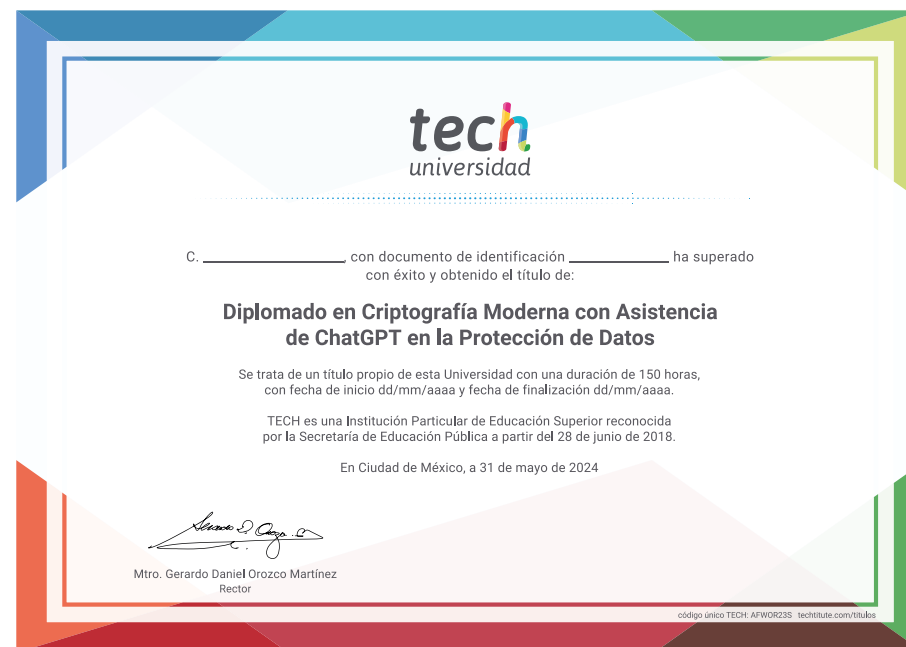 tech
universidad
C. ____________________, con documento de identificación ______________ ha superado
con éxito y obtenido el título de:
Diplomado en Criptografía Moderna con Asistencia
de ChatGPT en la Protección de Datos
Se trata de un título propio de esta Universidad con una duración de 150 horas,
con fecha de inicio dd/mm/aaaa y fecha de finalización dd/mm/aaaa.
TECH es una Institución Particular de Educación Superior reconocida
por la Secretaría de Educación Pública a partir del 28 de junio de 2018.
En Ciudad de México, a 31 de mayo de 2024
Mtro. Gerardo Daniel Orozco Martínez
Rector
código único TECH: AFWOR23S techtitute.com/titulos